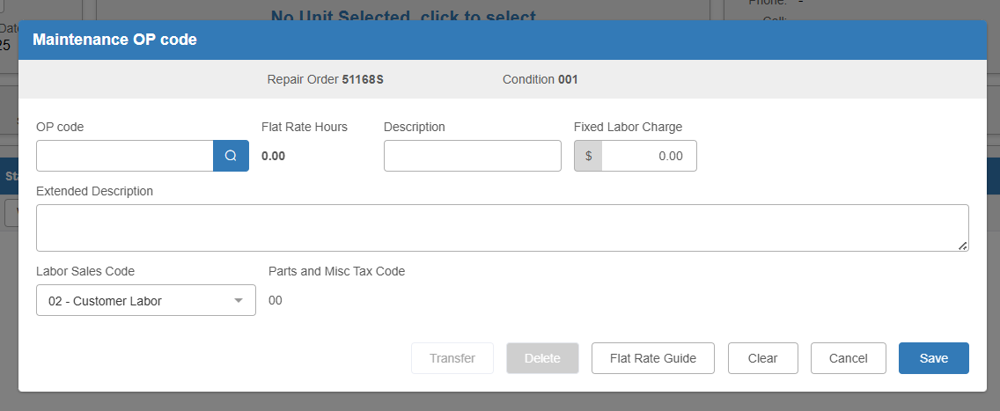 Phone: -
No Unit Selected, click to select
Cell:
Date
25
Maintenance OP code
Repair Order 51168S Condition 001
OP code Flat Rate Hours Description Fixed Labor Charge
0.00 $ 0.00
Sta
Extended Description
Labor Sales Code Parts and Misc Tax Code
02 - Customer Labor 00
Transfer Delete Flat Rate Guide Clear Cancel Save